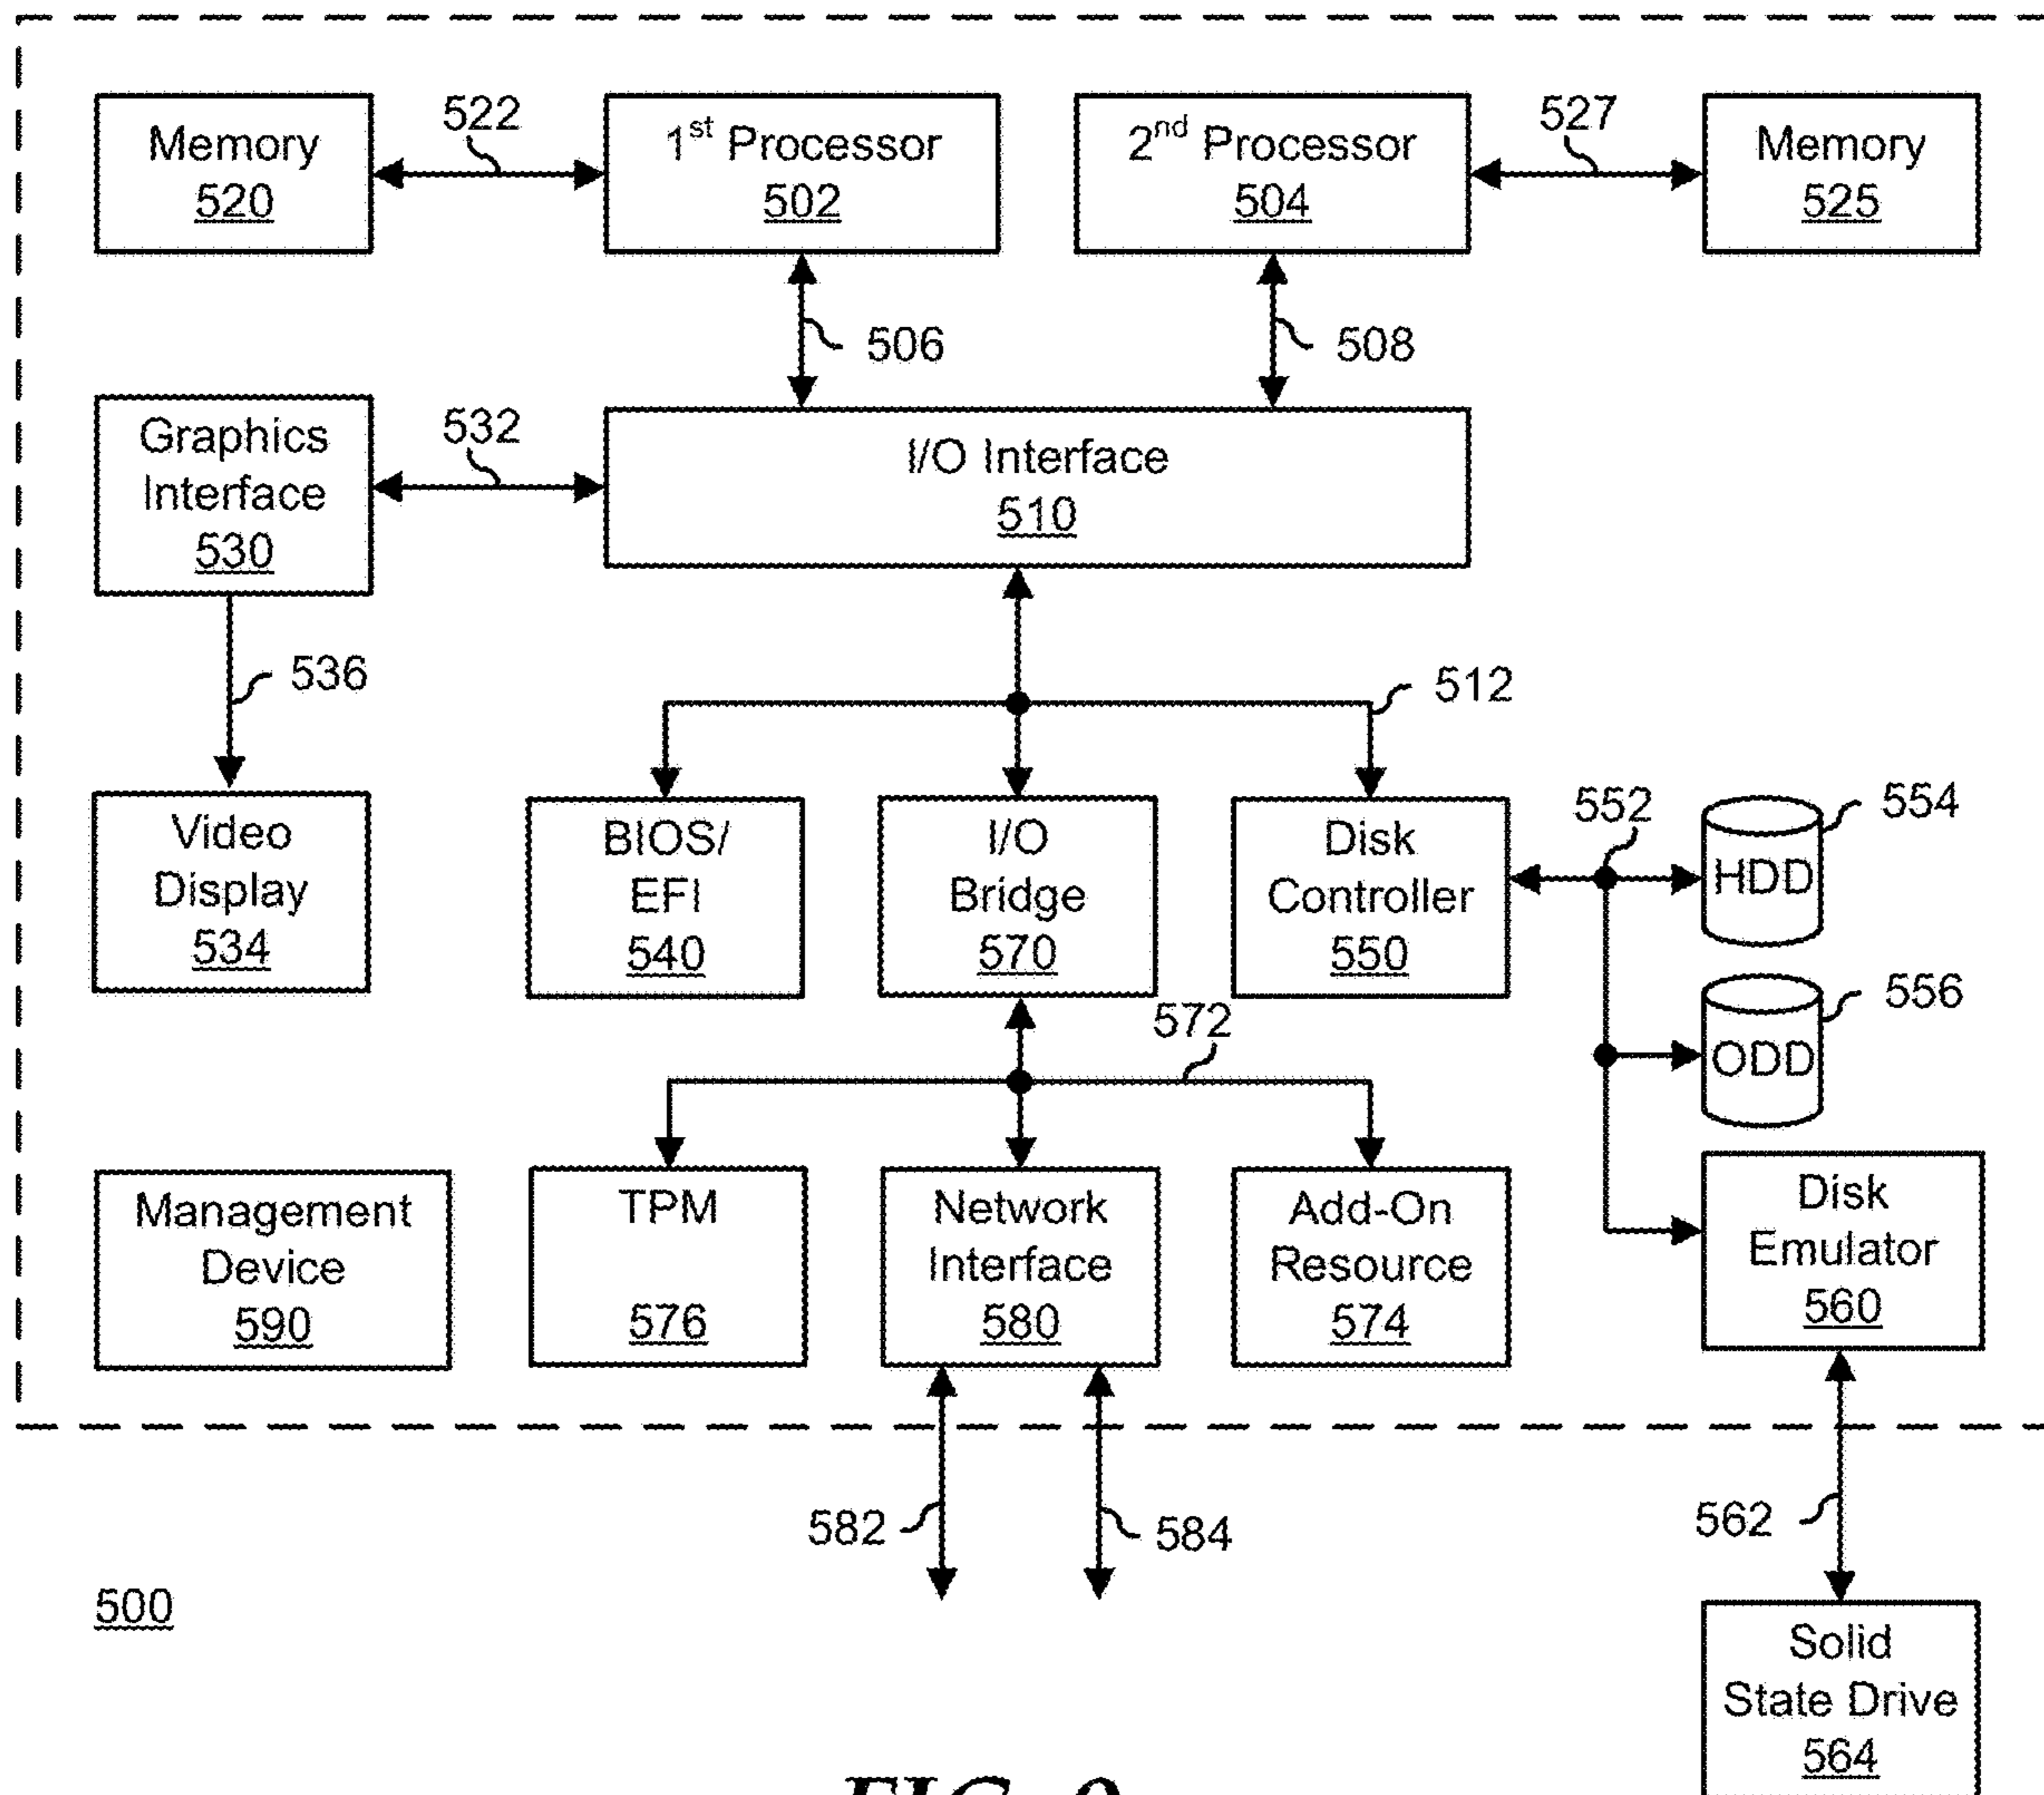 522
527
Memory
520
1st Processor
502
2nd Processor
504
Memory
525
506
508
Graphics
Interface
530
532
I/O Interface
510
536
512
Video
Display
534
BIOS/
EFI
540
I/O
Bridge
570
Disk
Controller
550
552
554
HDD
556
ODD
572
Management
Device
590
TPM
576
Network
Interface
580
Add-On
Resource
574
Disk
Emulator
560
582
584
562
500
Solid
State Drive
564